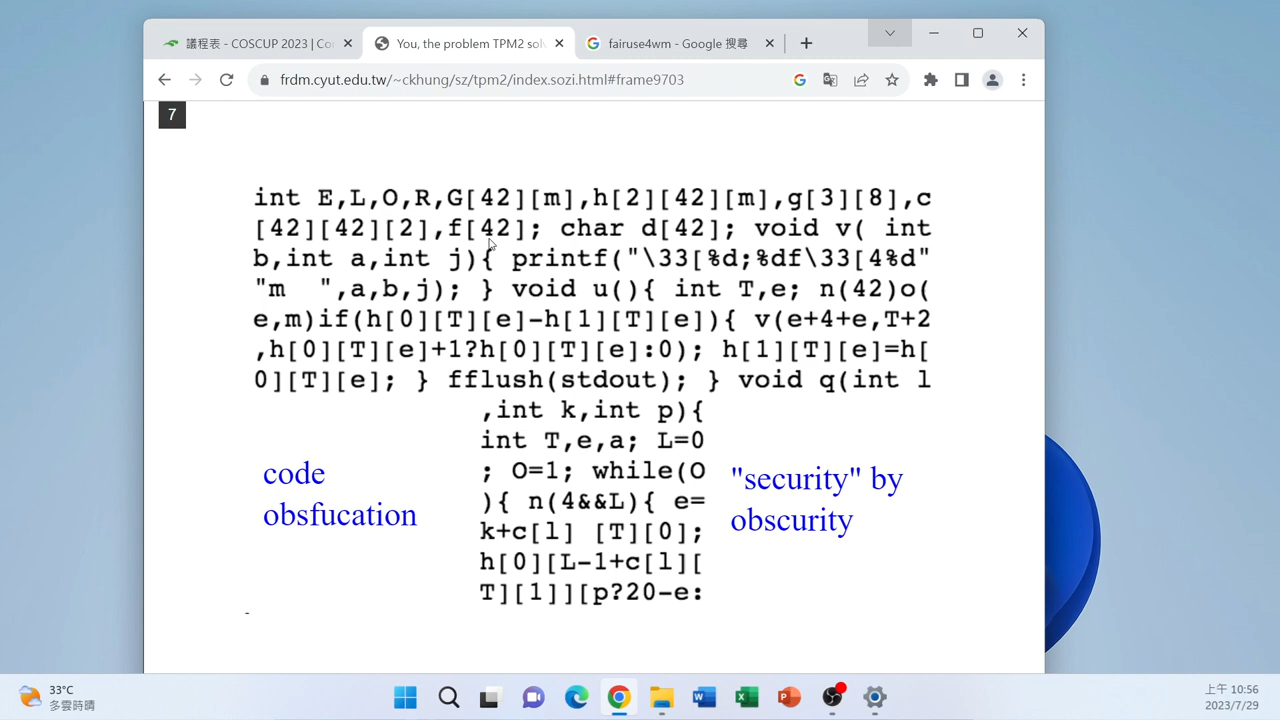 議程表 - COSCUP 2023 | Co
You, the problem TPM2 solv
fairuse4wm - Google 搜尋
frdm.cyut.edu.tw/~ckhung/sz/tpm2/index.sozi.html#frame9703
7
int E,L,O,R,G[42][m],h[2][42][m],g[3][8],c
[42][42][2],f[42]; char d[42]; void v( int
b,int a,int j){ printf("\33[%d;%df\33[4%d"
"m  ",a,b,j); } void u(){ int T,e; n(42)o(
e,m)if(h[0][T][e]-h[1][T][e]){ v(e+4+e,T+2
,h[0][T][e]+1?h[0][T][e]:0); h[1][T][e]=h[
0][T][e]; } fflush(stdout); } void q(int l
,int k,int p){
int T,e,a; L=0
; O=1; while(O
){ n(4&&L){ e=
k+c[l] [T][0];
h[0][L-1+c[l][
T][1]][p?20-e:
code
obsfucation
"security" by
obscurity
-
33°C
多雲時晴
上午 10:56
2023/7/29